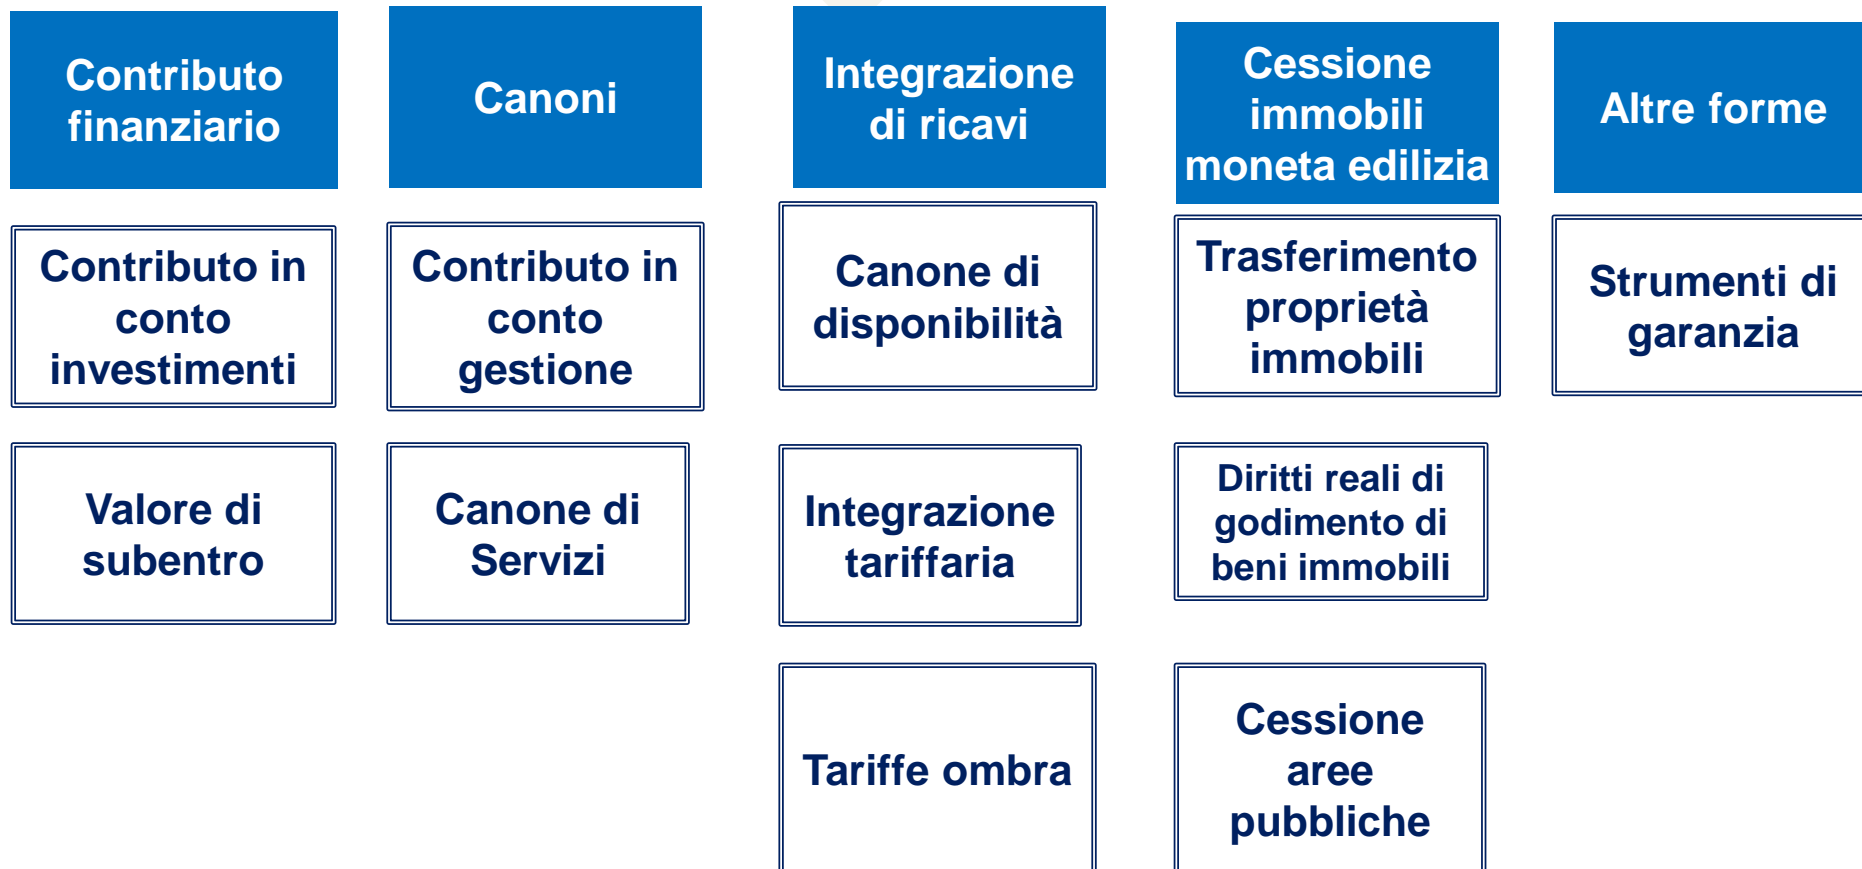 Contributo
finanziario
Canoni
Integrazione
di ricavi
Cessione
immobili
moneta edilizia
Altre forme
Contributo in
conto
investimenti
Contributo in
conto
gestione
Canone di
disponibilità
Trasferimento
proprietà
immobili
Strumenti di
garanzia
Valore di
subentro
Canone di
Servizi
Integrazione
tariffaria
Diritti reali di
godimento di
beni immobili
Tariffe ombra
Cessione
aree
pubbliche